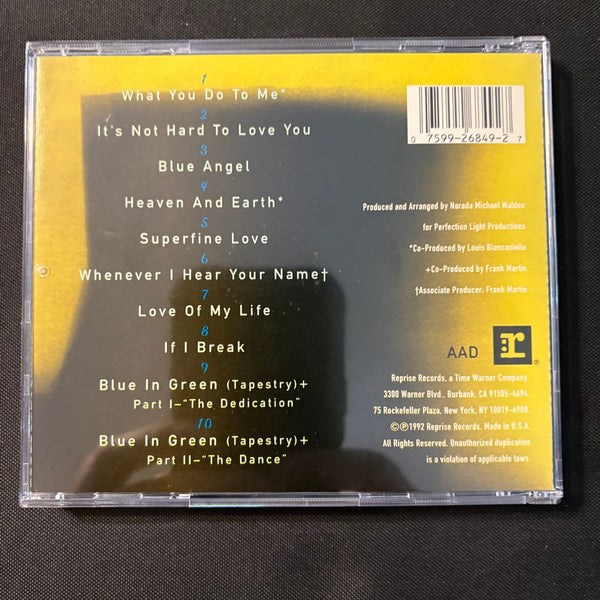 1
What You Do To Me*
2
It's Not Hard To Love You
3
Blue Angel
4
Heaven And Earth*
5
Superfine Love
6
Whenever I Hear Your Name†
7
Love Of My Life
8
If I Break
9
Blue In Green (Tapestry)+
Part I–"The Dedication"
10
Blue In Green (Tapestry)+
Part II–"The Dance"
0 7599-26849-2 7
Produced and Arranged by Narada Michael Walden
for Perfection Light Productions
*Co-Produced by Louis Biancaniello
+Co-Produced by Frank Martin
†Associate Producer: Frank Martin
AAD r ®
Reprise Records, a Time Warner Company.
3300 Warner Blvd., Burbank, CA 91505-4694.
75 Rockefeller Plaza, New York, NY 10019-6908.
©Ⓟ1992 Reprise Records. Made in U.S.A.
All Rights Reserved. Unauthorized duplication
is a violation of applicable laws.